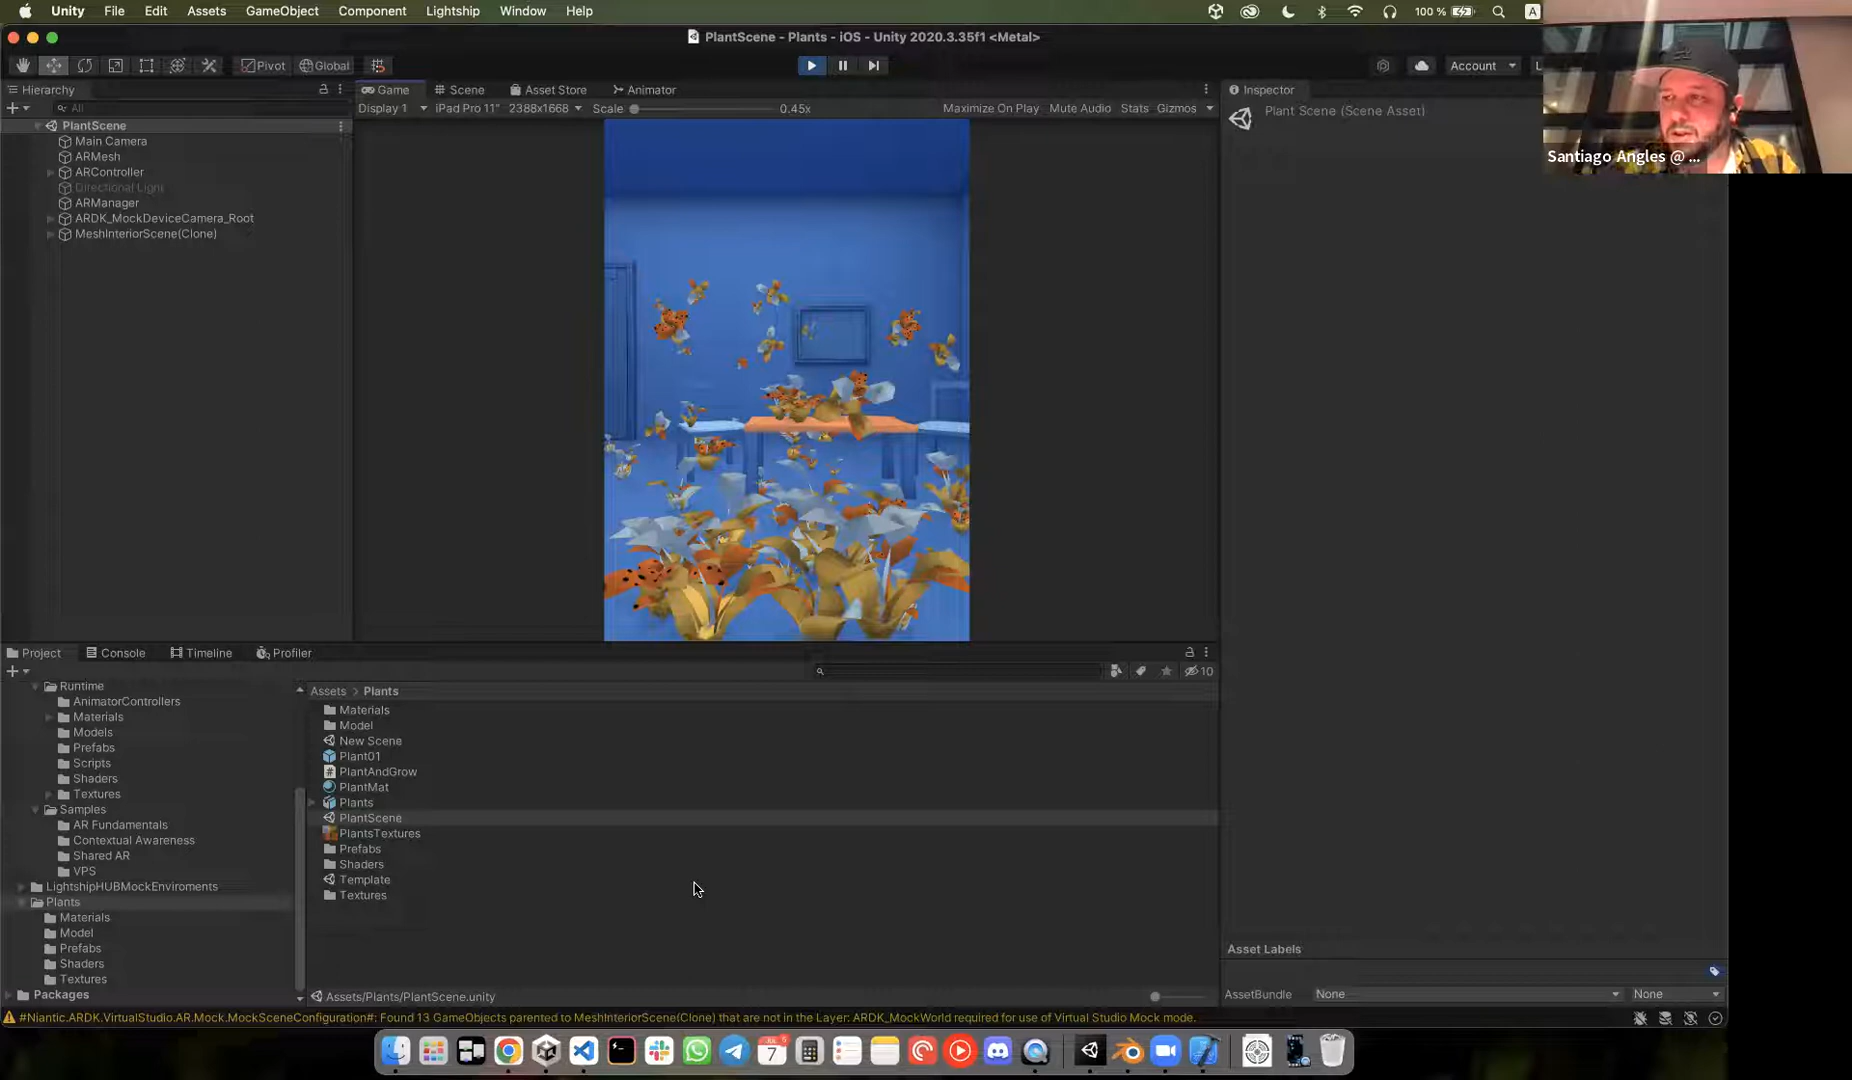 Unity File Edit Assets GameObject Component Lightship Window Help 100 % A
PlantScene - Plants - iOS - Unity 2020.3.35f1 <Metal>
Pivot Global Account L
Hierarchy
All
PlantScene
Main Camera
ARMesh
ARController
Directional Light
ARManager
ARDK_MockDeviceCamera_Root
MeshInteriorScene(Clone)
Game Scene Asset Store Animator
Display 1 iPad Pro 11" 2388x1668 Scale 0.45x Maximize On Play Mute Audio Stats Gizmos
Inspector
Plant Scene (Scene Asset)
Santiago Angles @ ...
Project Console Timeline Profiler
10
Runtime
AnimatorControllers
Materials
Models
Prefabs
Scripts
Shaders
Textures
Samples
AR Fundamentals
Contextual Awareness
Shared AR
VPS
LightshipHUBMockEnviroments
Plants
Materials
Model
Prefabs
Shaders
Textures
Packages
Assets > Plants
Materials
Model
New Scene
Plant01
PlantAndGrow
PlantMat
Plants
PlantScene
PlantsTextures
Prefabs
Shaders
Template
Textures
Assets/Plants/PlantScene.unity
Asset Labels
AssetBundle None None
#Niantic.ARDK.VirtualStudio.AR.Mock.MockSceneConfiguration#: Found 13 GameObjects parented to MeshInteriorScene(Clone) that are not in the Layer: ARDK_MockWorld required for use of Virtual Studio Mock mode.
7